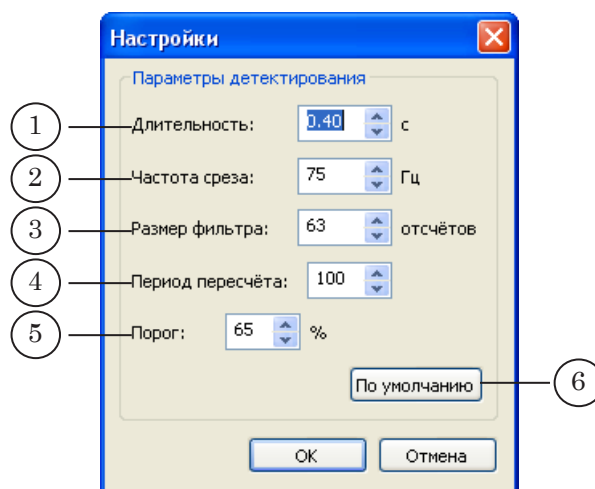 Настройки
Параметры детектирования
1 Длительность: 0.40 с
2 Частота среза: 75 Гц
3 Размер фильтра: 63 отсчётов
4 Период пересчёта: 100
5 Порог: 65 %
По умолчанию 6
ОК Отмена